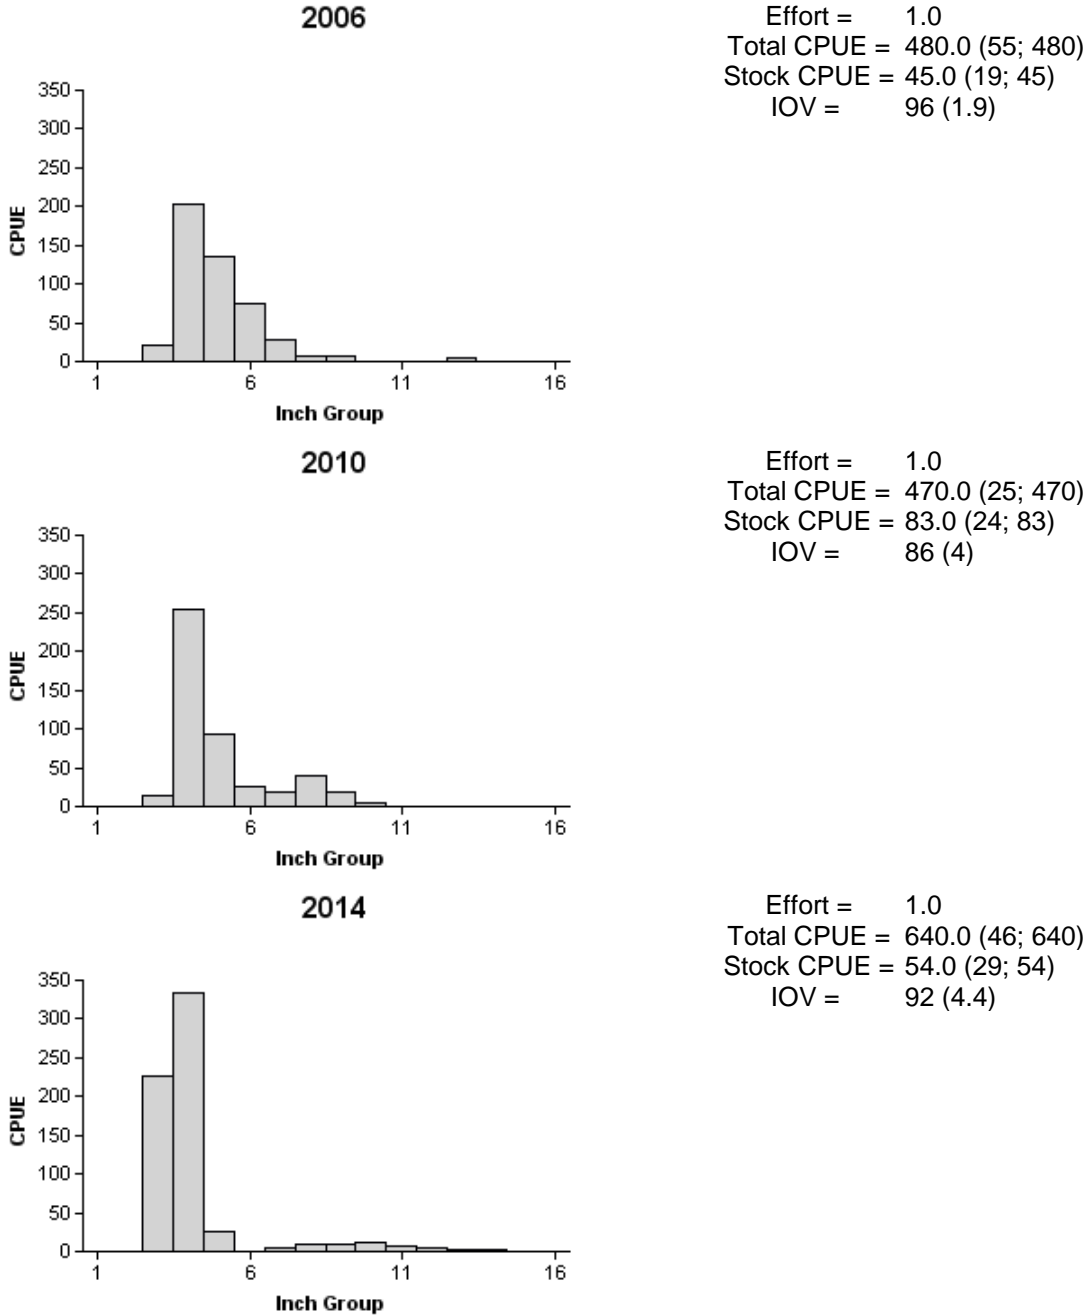 2006
Effort = 1.0
Total CPUE = 480.0 (55; 480)
Stock CPUE = 45.0 (19; 45)
IOV = 96 (1.9)
350
300
250
200
150
100
50
0
CPUE
1 6 11 16
Inch Group
2010
Effort = 1.0
Total CPUE = 470.0 (25; 470)
Stock CPUE = 83.0 (24; 83)
IOV = 86 (4)
350
300
250
200
150
100
50
0
CPUE
1 6 11 16
Inch Group
2014
Effort = 1.0
Total CPUE = 640.0 (46; 640)
Stock CPUE = 54.0 (29; 54)
IOV = 92 (4.4)
350
300
250
200
150
100
50
0
CPUE
1 6 11 16
Inch Group